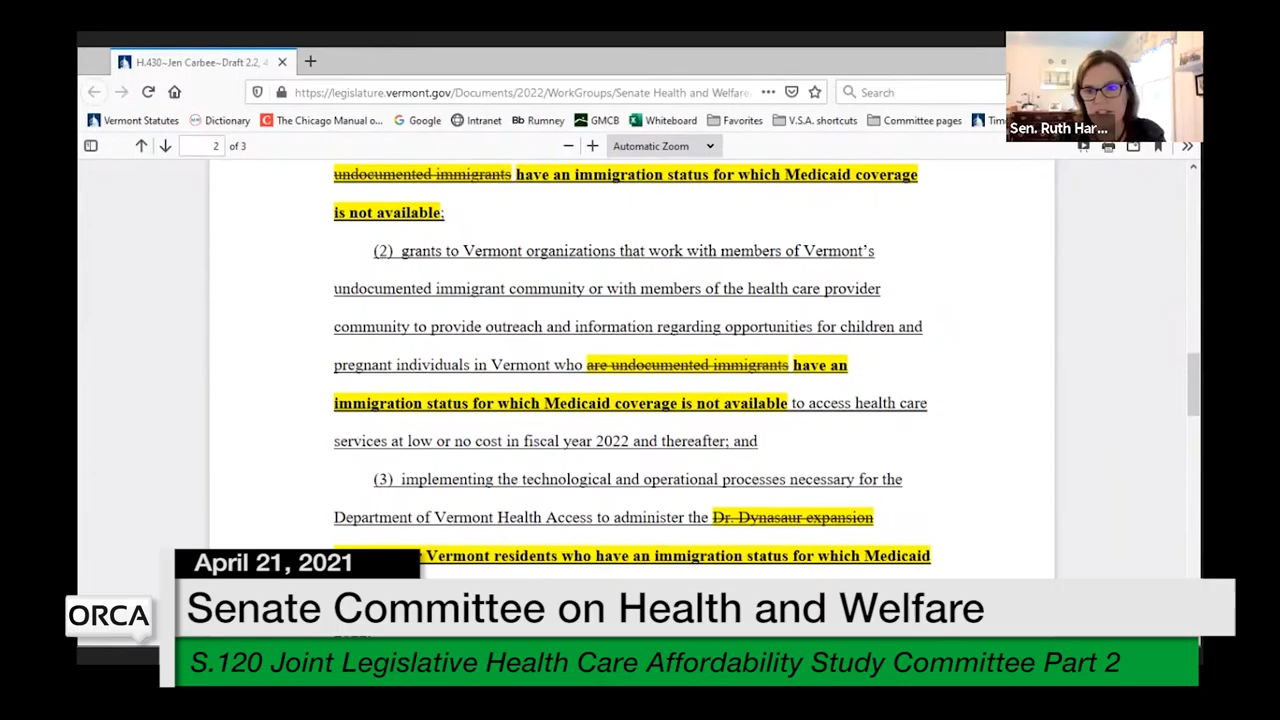 H.430~Jen Carbee~Draft 2.2, 4
https://legislature.vermont.gov/Documents/2022/WorkGroups/Senate Health and Welfare
Search
Vermont Statutes Dictionary The Chicago Manual o... Google Intranet Bb Rumney GMCB Whiteboard Favorites V.S.A. shortcuts Committee pages Tim
2 of 3 Automatic Zoom
Sen. Ruth Har...
undocumented immigrants have an immigration status for which Medicaid coverage
is not available;
(2) grants to Vermont organizations that work with members of Vermont's
undocumented immigrant community or with members of the health care provider
community to provide outreach and information regarding opportunities for children and
pregnant individuals in Vermont who are undocumented immigrants have an
immigration status for which Medicaid coverage is not available to access health care
services at low or no cost in fiscal year 2022 and thereafter; and
(3) implementing the technological and operational processes necessary for the
Department of Vermont Health Access to administer the Dr. Dynasaur expansion
Vermont residents who have an immigration status for which Medicaid
April 21, 2021
ORCA
Senate Committee on Health and Welfare
S.120 Joint Legislative Health Care Affordability Study Committee Part 2